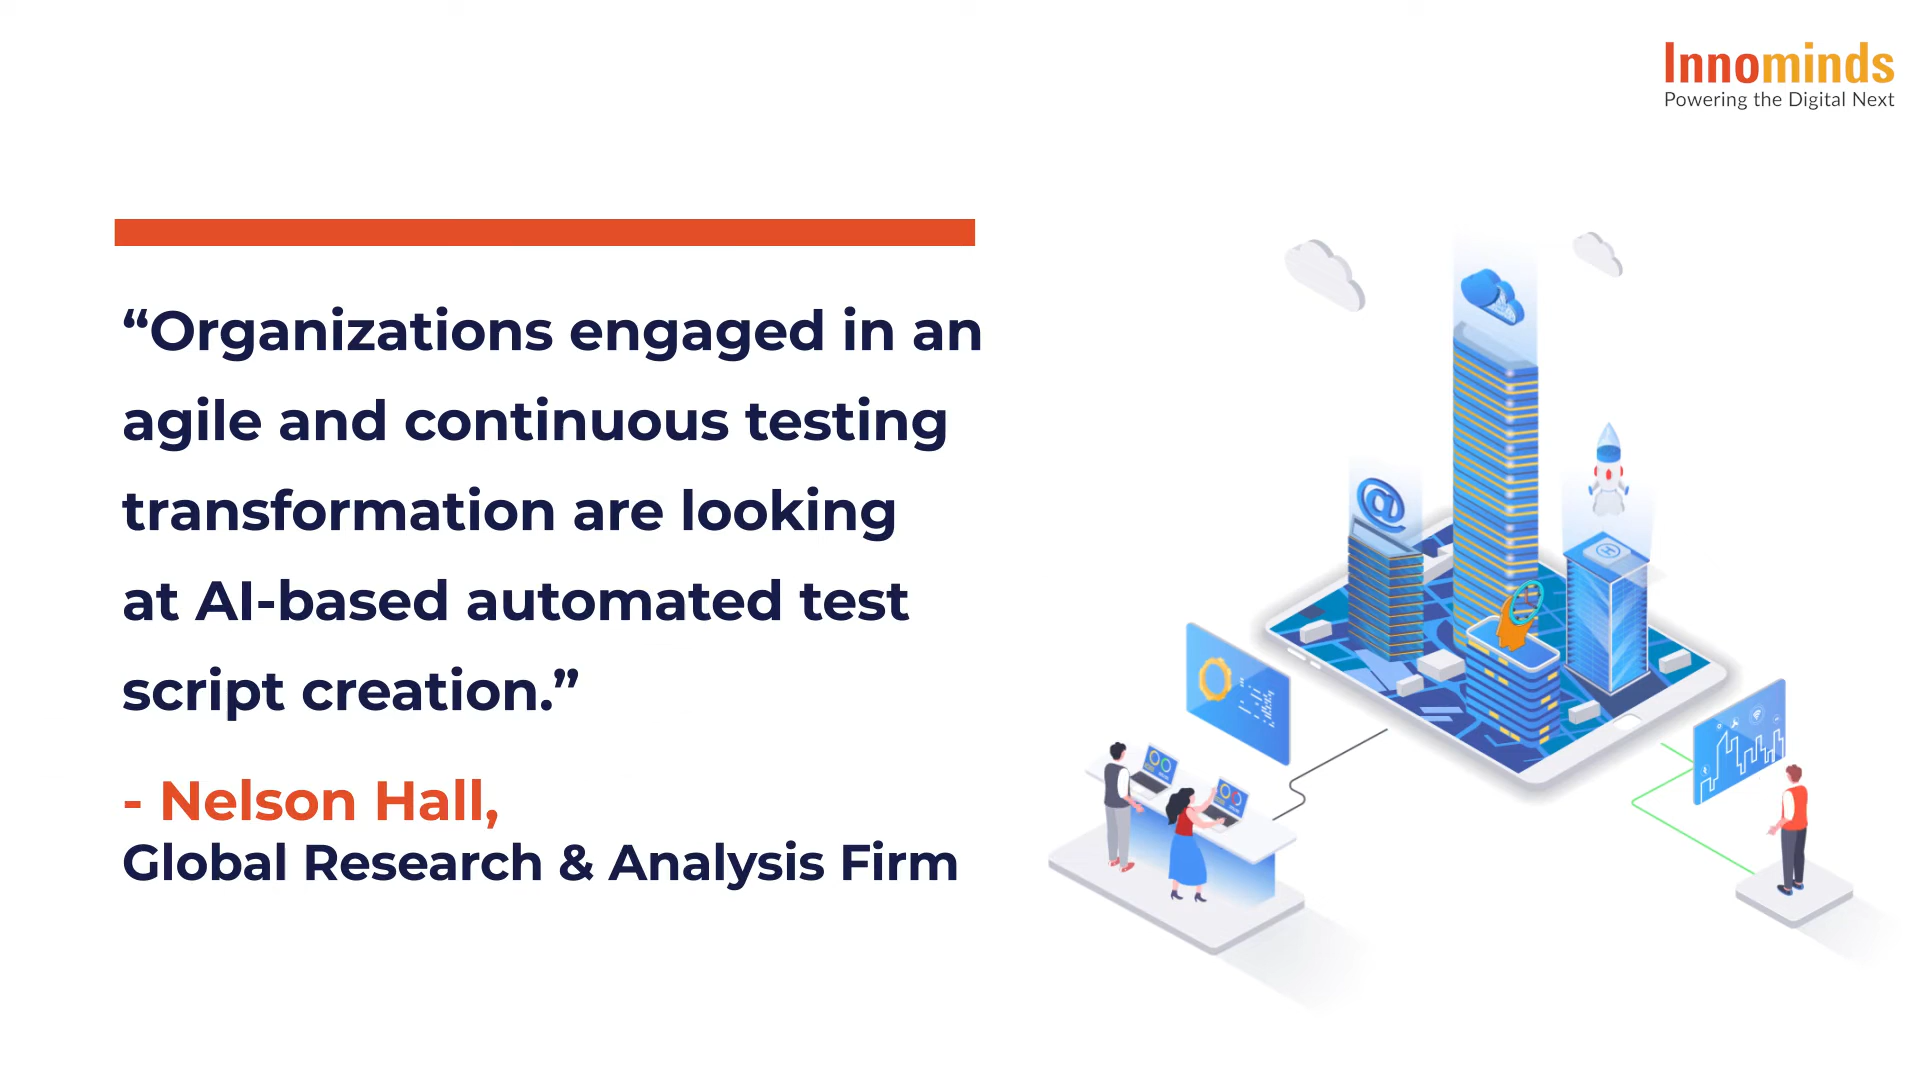 Innominds
Powering the Digital Next
“Organizations engaged in an
agile and continuous testing
transformation are looking
at AI-based automated test
script creation.”
- Nelson Hall,
Global Research & Analysis Firm
@
H